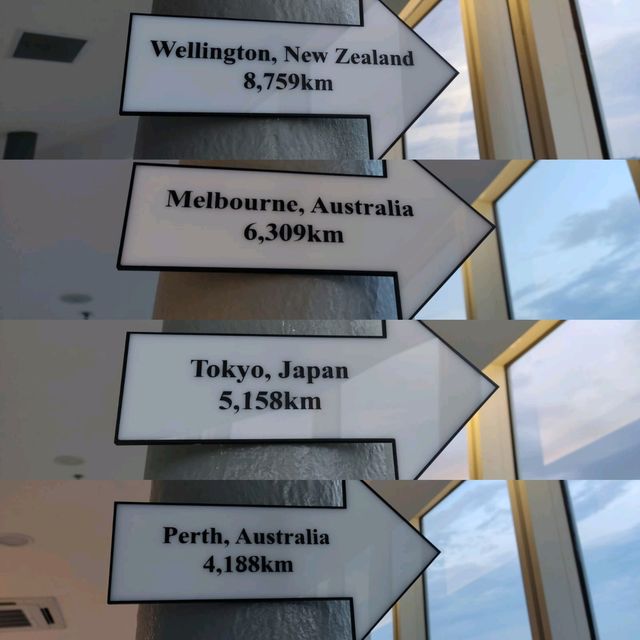 Wellington, New Zealand
8,759km
Melbourne, Australia
6,309km
Tokyo, Japan
5,158km
Perth, Australia
4,188km